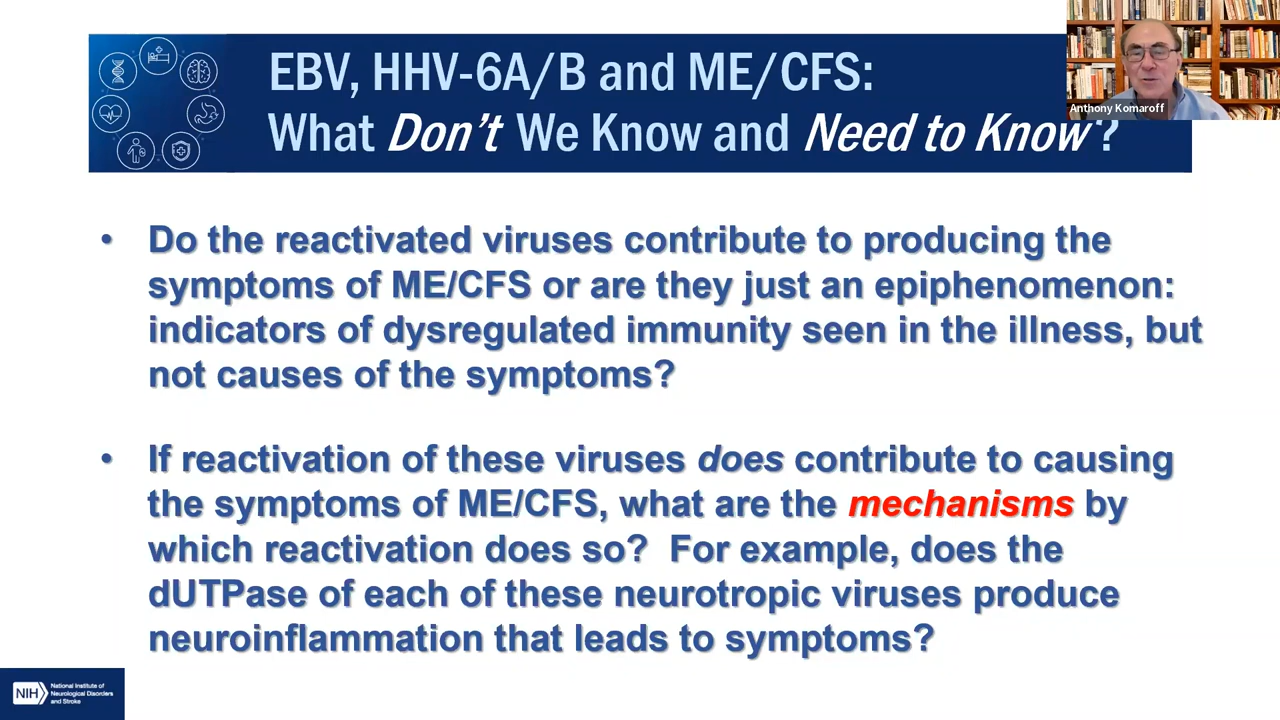 EBV, HHV-6A/B and ME/CFS:
What Don't We Know and Need to Know?
Anthony Komaroff
• Do the reactivated viruses contribute to producing the
symptoms of ME/CFS or are they just an epiphenomenon:
indicators of dysregulated immunity seen in the illness, but
not causes of the symptoms?
• If reactivation of these viruses does contribute to causing
the symptoms of ME/CFS, what are the mechanisms by
which reactivation does so? For example, does the
dUTPase of each of these neurotropic viruses produce
neuroinflammation that leads to symptoms?
NIH
National Institute of
Neurological Disorders
and Stroke